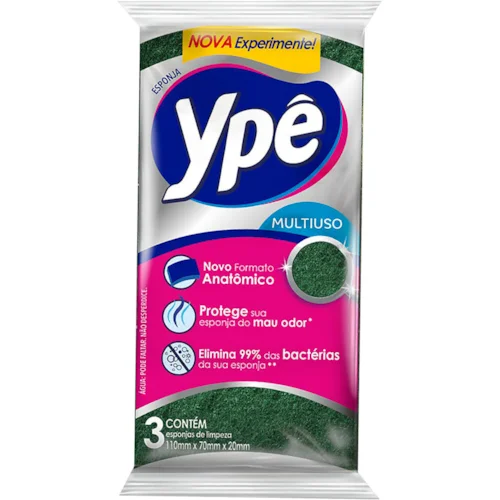 NOVA Experimente!
ESPONJA
Ypê
MULTIUSO
Novo Formato
Anatômico
Protege sua
esponja do mau odor*
Elimina 99% das bactérias
da sua esponja**
ÁGUA: PODE FALTAR. NÃO DESPERDICE.
3 CONTÉM
esponjas de limpeza
110mm x 70mm x 20mm